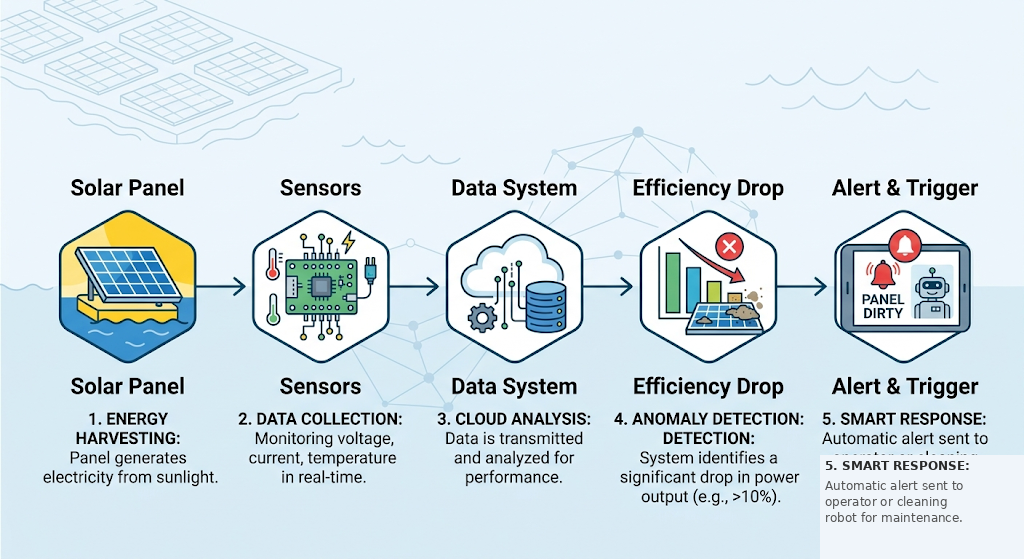 Solar Panel
Sensors
Data System
Efficiency Drop
Alert & Trigger
PANEL
DIRTY
Solar Panel
1. ENERGY
HARVESTING:
Panel generates
electricity from sunlight.
Sensors
2. DATA COLLECTION:
Monitoring voltage,
current, temperature
in real-time.
Data System
3. CLOUD ANALYSIS:
Data is transmitted
and analyzed for
performance.
Efficiency Drop
4. ANOMALY DETECTION:
DETECTION:
System identifies a
significant drop in power
output (e.g., >10%).
Alert & Trigger
5. SMART RESPONSE:
Automatic alert sent to
5. SMART RESPONSE:
Automatic alert sent to
operator or cleaning
robot for maintenance.